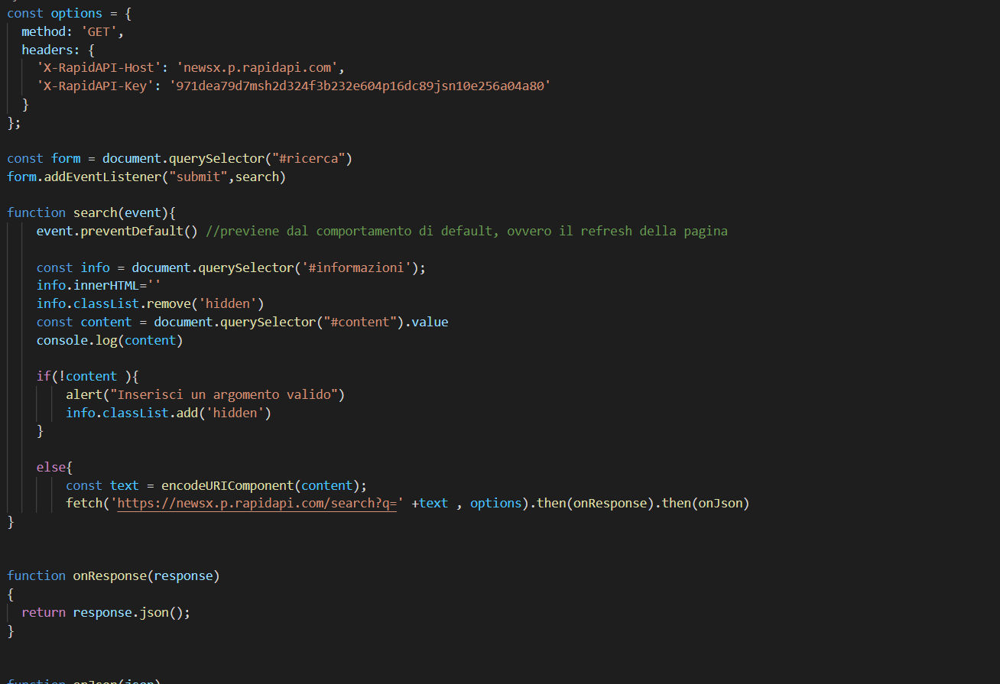 const options = {
  method: 'GET',
  headers: {
    'X-RapidAPI-Host': 'newsx.p.rapidapi.com',
    'X-RapidAPI-Key': '971dea79d7msh2d324f3b232e604p16dc89jsn10e256a04a80'
  }
};
const form = document.querySelector("#ricerca")
form.addEventListener("submit",search)
function search(event){
    event.preventDefault() //previene dal comportamento di default, ovvero il refresh della pagina
    const info = document.querySelector('#informazioni');
    info.innerHTML=''
    info.classList.remove('hidden')
    const content = document.querySelector("#content").value
    console.log(content)
    if(!content ){
        alert("Inserisci un argomento valido")
        info.classList.add('hidden')
    }
    else{
        const text = encodeURIComponent(content);
        fetch('https://newsx.p.rapidapi.com/search?q=' +text , options).then(onResponse).then(onJson)
}
function onResponse(response)
{
  return response.json();
}
function onJson(json)